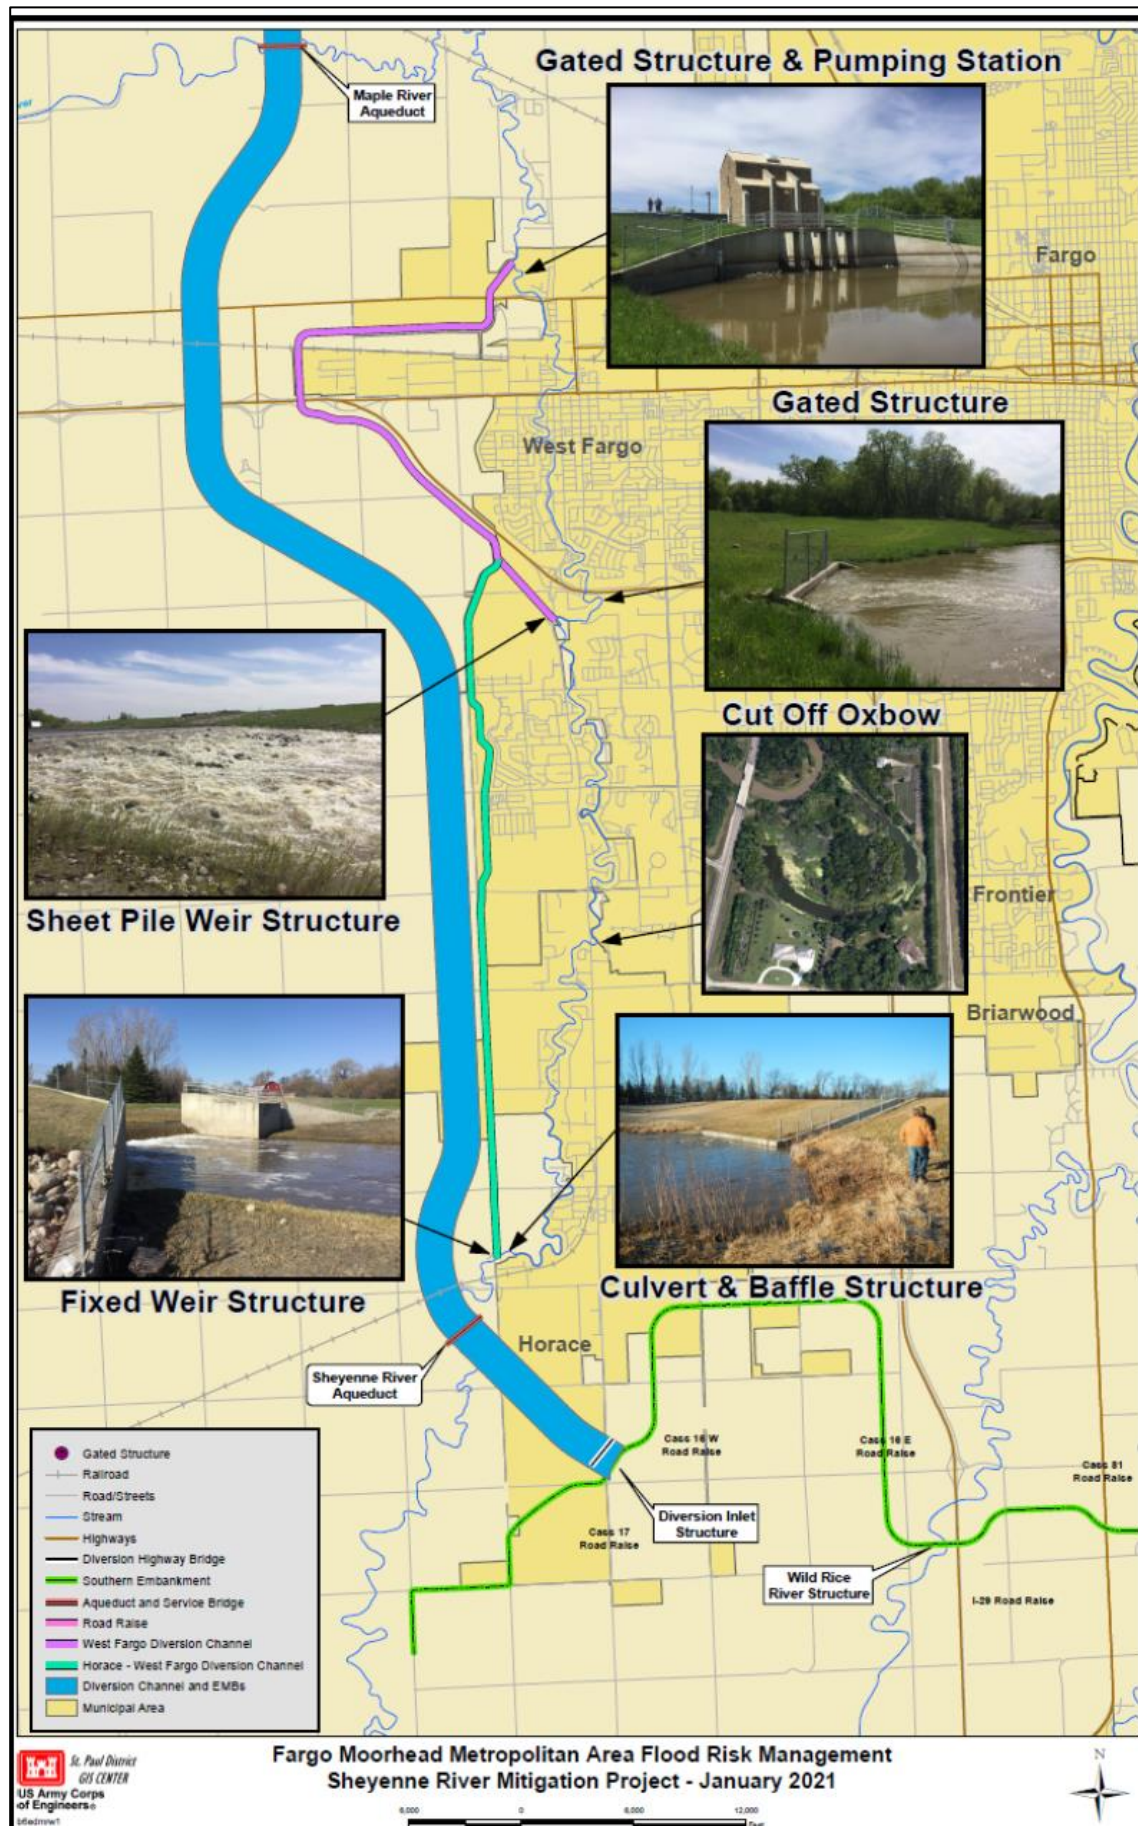 Gated Structure & Pumping Station
Maple River
Aqueduct
Fargo
Gated Structure
West Fargo
Cut Off Oxbow
Sheet Pile Weir Structure
Frontier
Briarwood
Fixed Weir Structure
Culvert & Baffle Structure
Horace
Sheyenne River
Aqueduct
Cass 16 W
Road Raise
Cass 16 E
Road Raise
Cass 81
Road Raise
Diversion Inlet
Structure
Cass 17
Road Raise
Wild Rice
River Structure
I-29 Road Raise
Gated Structure
Railroad
Road/Streets
Stream
Highways
Diversion Highway Bridge
Southern Embankment
Aqueduct and Service Bridge
Road Raise
West Fargo Diversion Channel
Horace - West Fargo Diversion Channel
Diversion Channel and EMBs
Municipal Area
St. Paul District
GIS CENTER
US Army Corps
of Engineers®
Fargo Moorhead Metropolitan Area Flood Risk Management
Sheyenne River Mitigation Project - January 2021
N
6,000 0 6,000 12,000
Feet